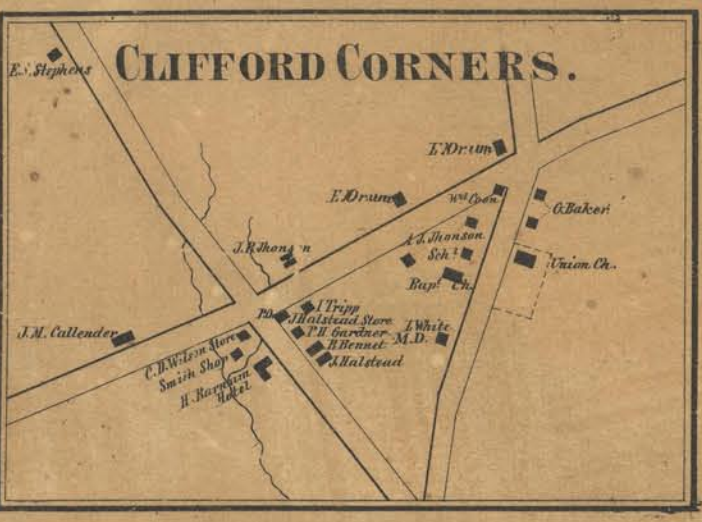 CLIFFORD CORNERS.
E.S. Stephens
E. Drum
E. Drum
Wm Coon
G. Baker
A. J. Jhonson
J. R. Jhonson
Sch.
Union Ch.
Bapt. Ch.
I Tripp
P.O.
J Halstead Store
P. H. Gardner
I. White
M.D.
J. M. Callender
B. Bennet
C. D. Wilson Store
J. Halstead
Smith Shop
H. Barnham
Hotel